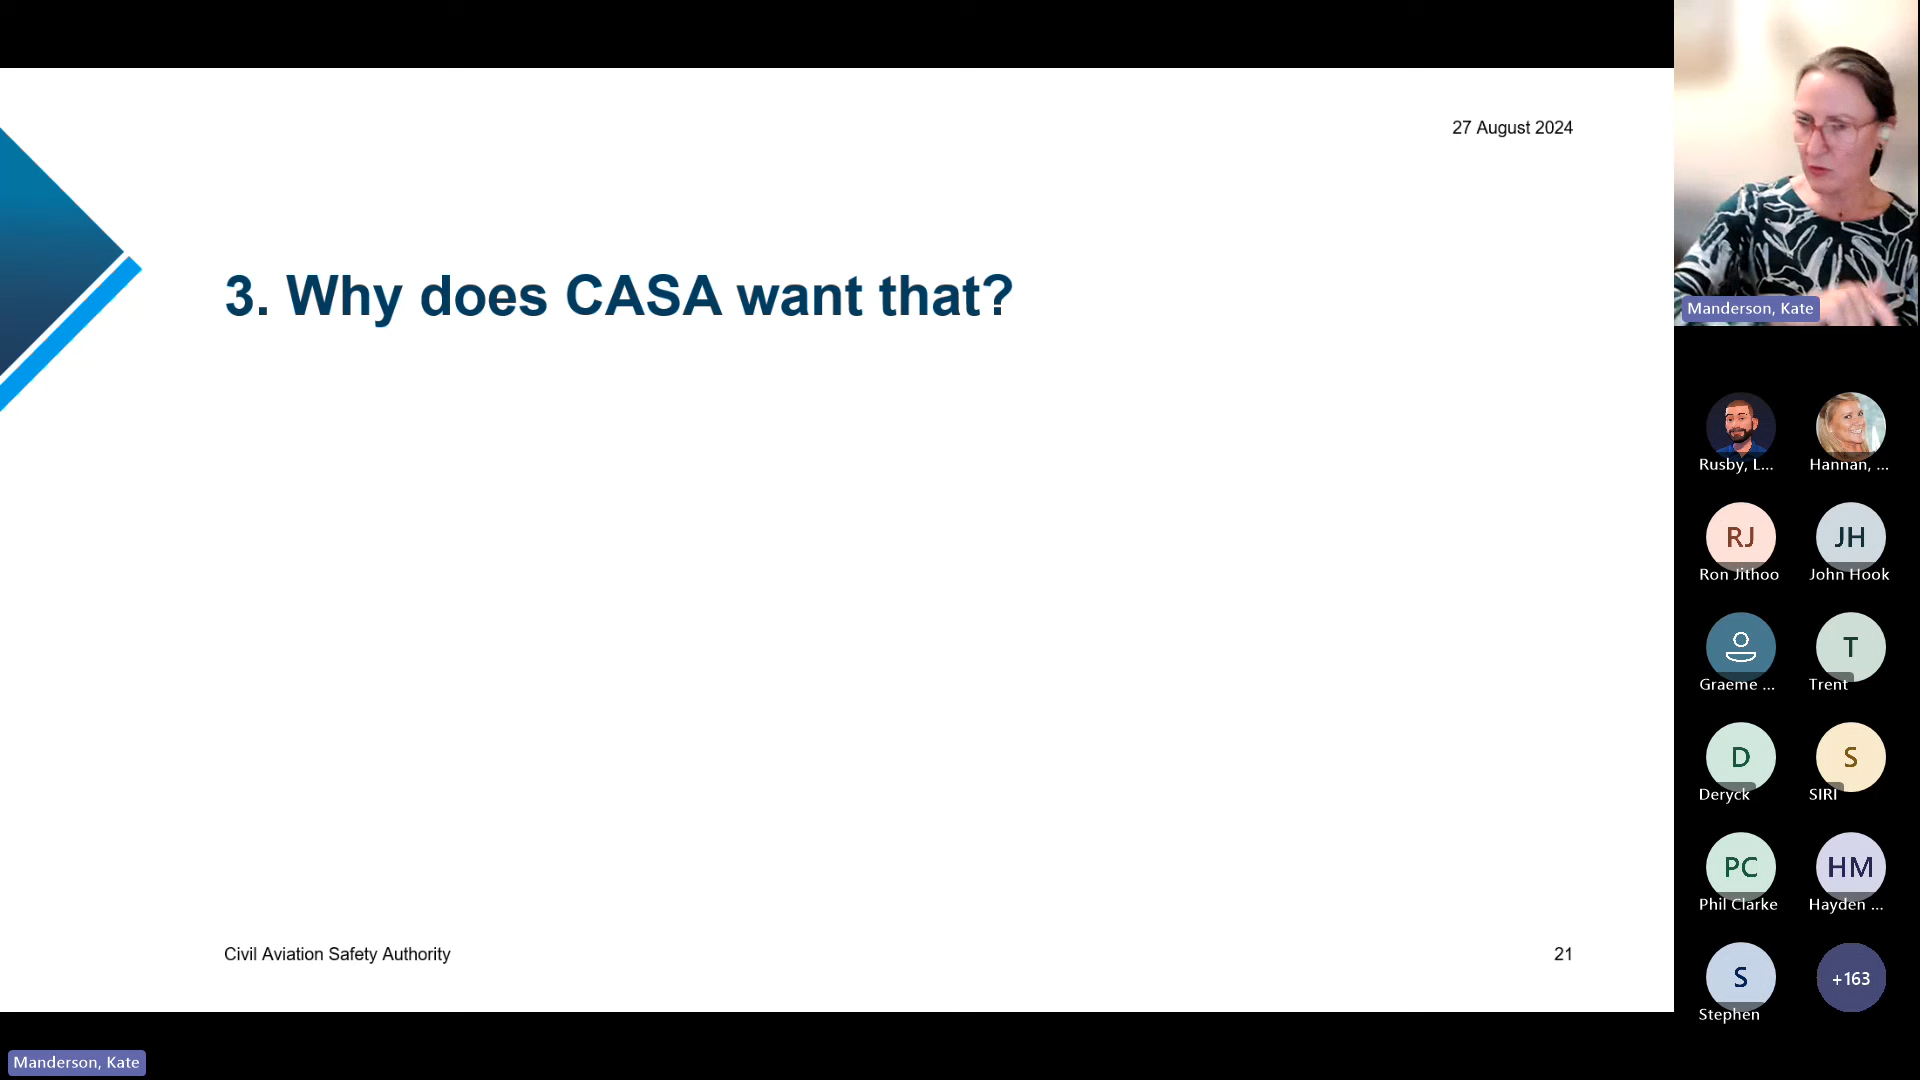 27 August 2024
3. Why does CASA want that?
Civil Aviation Safety Authority
21
Manderson, Kate
Rusby, L...
Hannan, ...
RJ
Ron Jithoo
JH
John Hook
Graeme ...
T
Trent
D
Deryck
S
SIRI
PC
Phil Clarke
HM
Hayden ...
S
Stephen
+163
Manderson, Kate